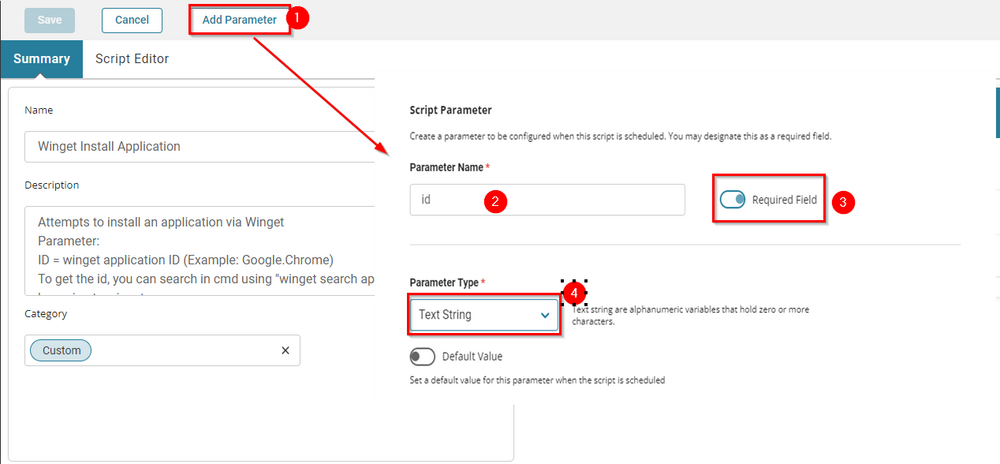 Save
Cancel
Add Parameter
1
Summary
Script Editor
Name
Winget Install Application
Description
Attempts to install an application via Winget
Parameter:
ID = winget application ID (Example: Google.Chrome)
To get the id, you can search in cmd using "winget search ap
Category
Custom
Script Parameter
Create a parameter to be configured when this script is scheduled. You may designate this as a required field.
Parameter Name *
id
2
Required Field
3
Parameter Type *
4
Text String
Text string are alphanumeric variables that hold zero or more
characters.
Default Value
Set a default value for this parameter when the script is scheduled